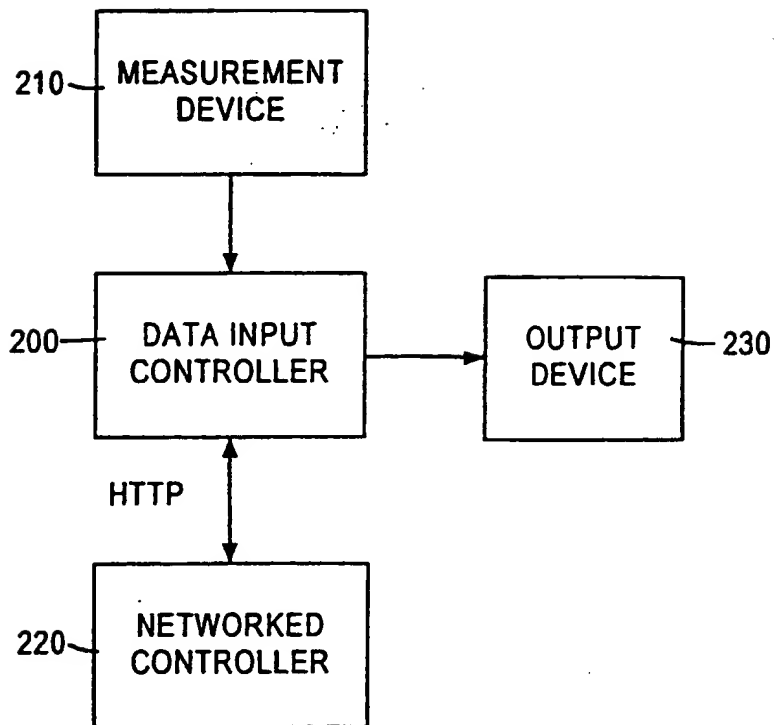 210
MEASUREMENT
DEVICE
200
DATA INPUT
CONTROLLER
OUTPUT
DEVICE
230
HTTP
220
NETWORKED
CONTROLLER